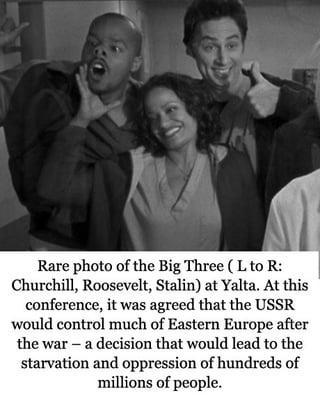 Rare photo of the Big Three ( L to R:
Churchill, Roosevelt, Stalin) at Yalta. At this
conference, it was agreed that the USSR
would control much of Eastern Europe after
the war – a decision that would lead to the
starvation and oppression of hundreds of
millions of people.